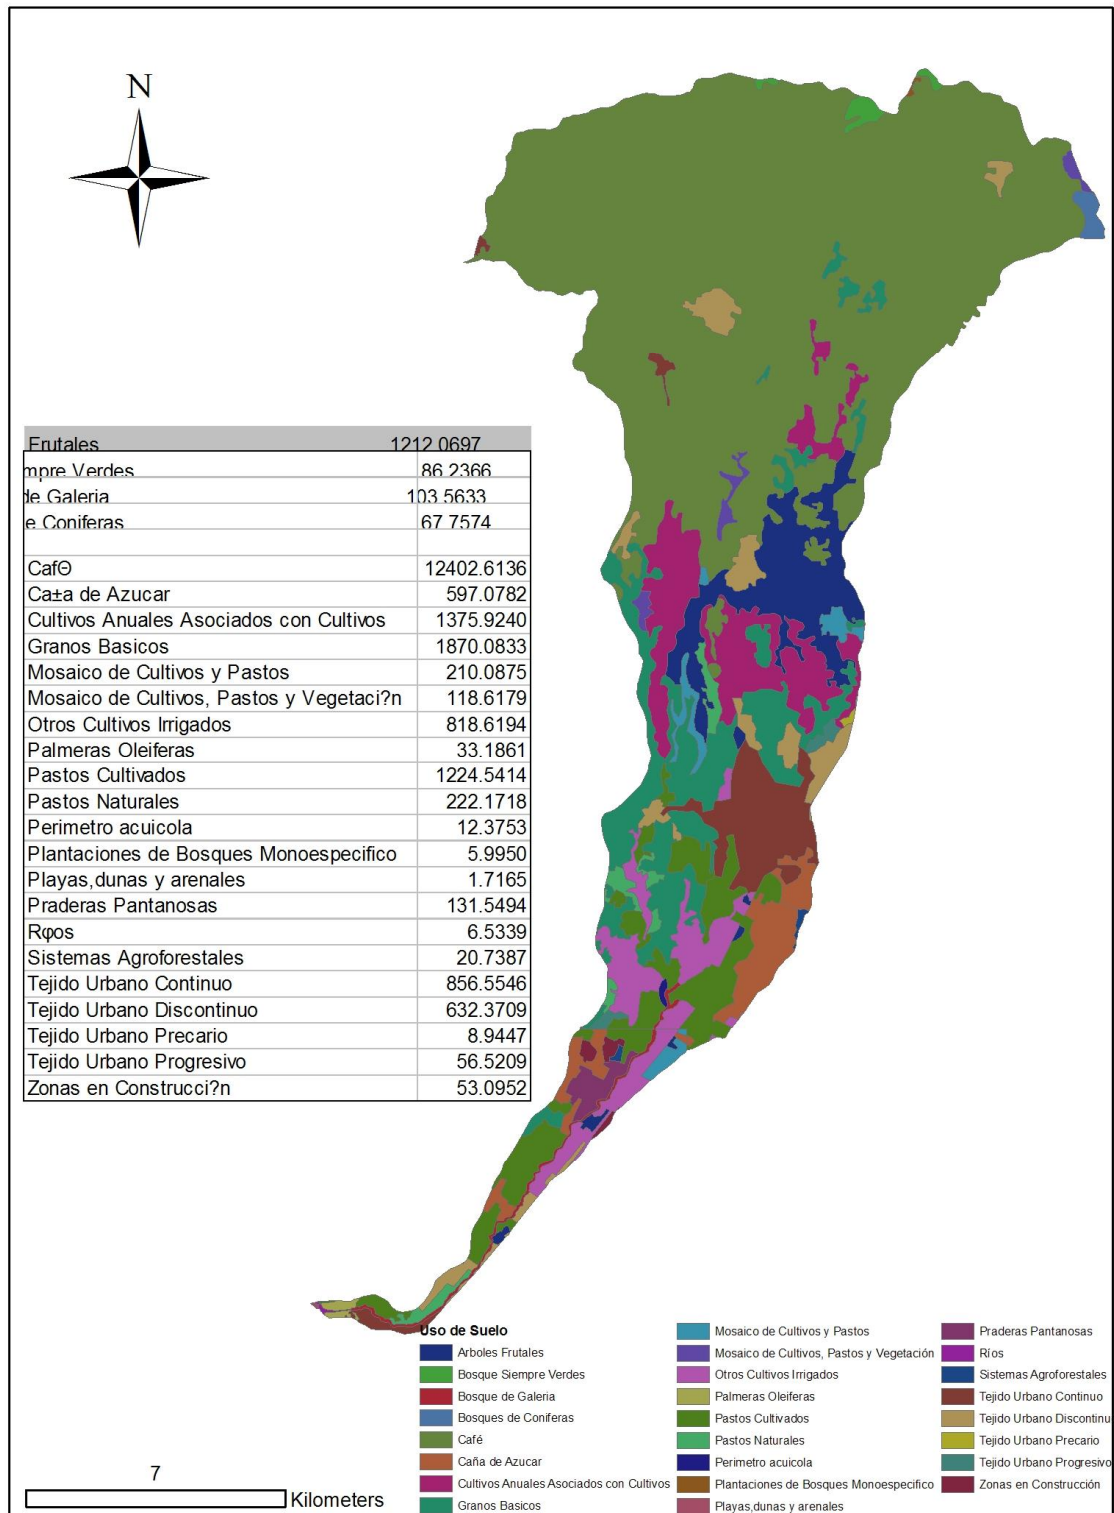 N
Frutales 1212.0697
mpre Verdes 86.2366
de Galeria 103.5633
e Coniferas 67.7574
CafΘ 12402.6136
Ca±a de Azucar 597.0782
Cultivos Anuales Asociados con Cultivos 1375.9240
Granos Basicos 1870.0833
Mosaico de Cultivos y Pastos 210.0875
Mosaico de Cultivos, Pastos y Vegetaci?n 118.6179
Otros Cultivos Irrigados 818.6194
Palmeras Oleiferas 33.1861
Pastos Cultivados 1224.5414
Pastos Naturales 222.1718
Perimetro acuicola 12.3753
Plantaciones de Bosques Monoespecifico 5.9950
Playas,dunas y arenales 1.7165
Praderas Pantanosas 131.5494
Rφos 6.5339
Sistemas Agroforestales 20.7387
Tejido Urbano Continuo 856.5546
Tejido Urbano Discontinuo 632.3709
Tejido Urbano Precario 8.9447
Tejido Urbano Progresivo 56.5209
Zonas en Construcci?n 53.0952
Uso de Suelo
Arboles Frutales
Bosque Siempre Verdes
Bosque de Galeria
Bosques de Coniferas
Café
Caña de Azucar
Cultivos Anuales Asociados con Cultivos
Granos Basicos
Mosaico de Cultivos y Pastos
Mosaico de Cultivos, Pastos y Vegetación
Otros Cultivos Irrigados
Palmeras Oleiferas
Pastos Cultivados
Pastos Naturales
Perimetro acuicola
Plantaciones de Bosques Monoespecifico
Playas,dunas y arenales
Praderas Pantanosas
Ríos
Sistemas Agroforestales
Tejido Urbano Continuo
Tejido Urbano Discontinu
Tejido Urbano Precario
Tejido Urbano Progresivo
Zonas en Construcción
7
Kilometers